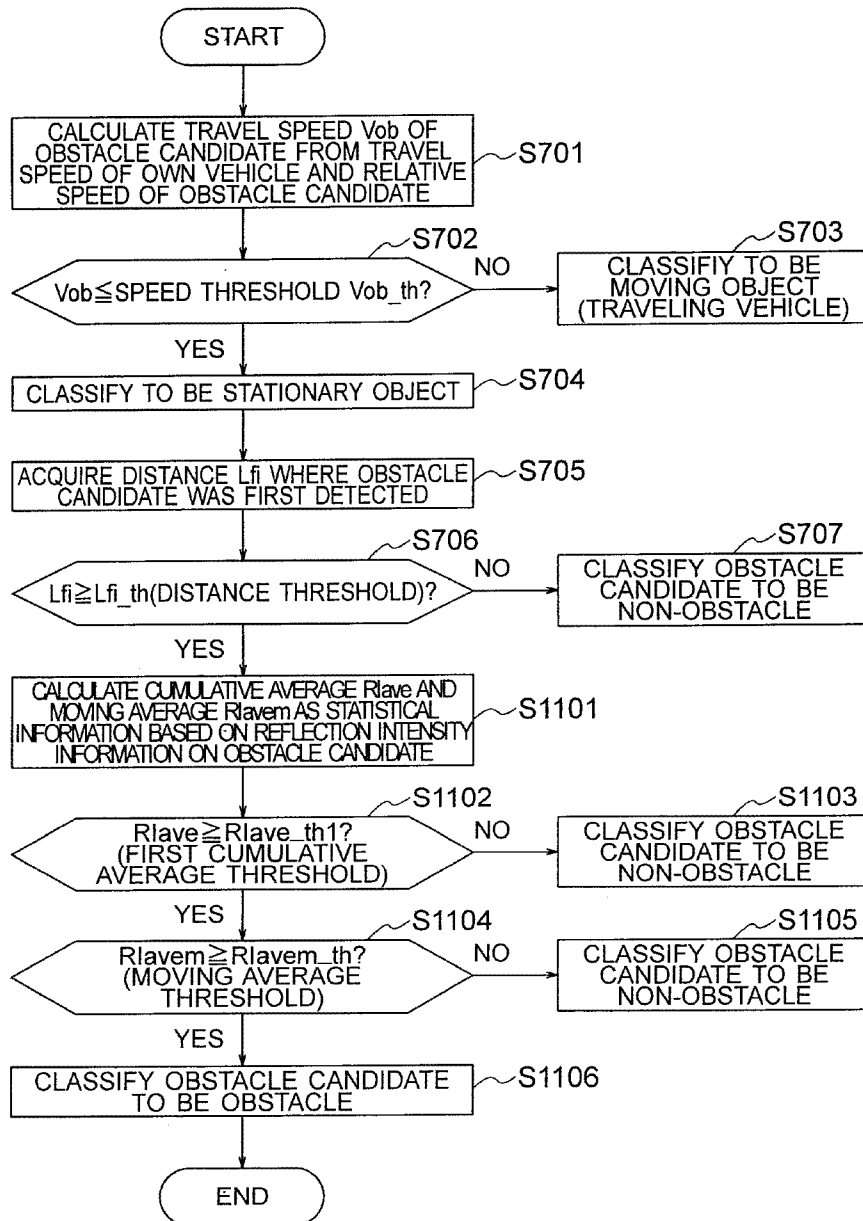 START
CALCULATE TRAVEL SPEED Vob OF
OBSTACLE CANDIDATE FROM TRAVEL
SPEED OF OWN VEHICLE AND RELATIVE
SPEED OF OBSTACLE CANDIDATE
S701
S702
Vob≦SPEED THRESHOLD Vob_th?
NO
S703
CLASSIFIY TO BE
MOVING OBJECT
(TRAVELING VEHICLE)
YES
CLASSIFY TO BE STATIONARY OBJECT
S704
ACQUIRE DISTANCE Lfi WHERE OBSTACLE
CANDIDATE WAS FIRST DETECTED
S705
S706
Lfi≧Lfi_th(DISTANCE THRESHOLD)?
NO
S707
CLASSIFY OBSTACLE
CANDIDATE TO BE
NON-OBSTACLE
YES
CALCULATE CUMULATIVE AVERAGE RIave AND
MOVING AVERAGE RIavem AS STATISTICAL
INFORMATION BASED ON REFLECTION INTENSITY
INFORMATION ON OBSTACLE CANDIDATE
S1101
S1102
RIave≧RIave_th1?
(FIRST CUMULATIVE
AVERAGE THRESHOLD)
NO
S1103
CLASSIFY OBSTACLE
CANDIDATE TO BE
NON-OBSTACLE
YES
S1104
RIavem≧RIavem_th?
(MOVING AVERAGE
THRESHOLD)
NO
S1105
CLASSIFY OBSTACLE
CANDIDATE TO BE
NON-OBSTACLE
YES
CLASSIFY OBSTACLE CANDIDATE
TO BE OBSTACLE
S1106
END